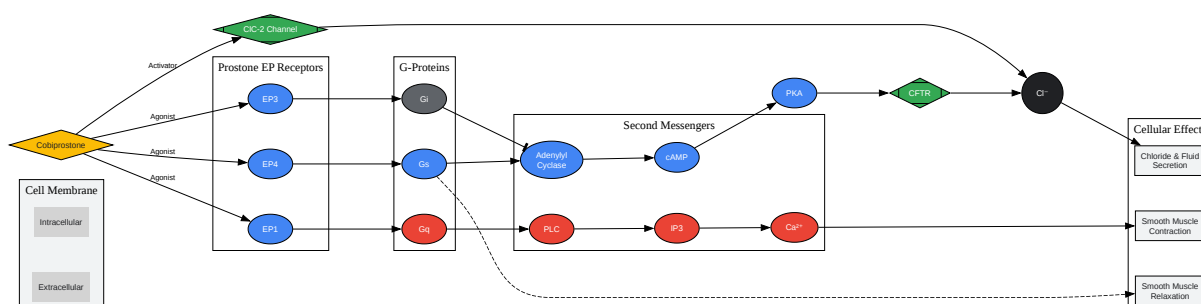 ClC-2 Channel
Activator
Prostone EP Receptors
G-Proteins
EP3
Gi
PKA
CFTR
Cl⁻
Agonist
Second Messengers
Cellular Effect
Cobiprostone
Agonist
EP4
Gs
Adenylyl
Cyclase
cAMP
Chloride & Fluid
Secretion
Agonist
Cell Membrane
Intracellular
EP1
Gq
PLC
IP3
Ca²⁺
Smooth Muscle
Contraction
Extracellular
Smooth Muscle
Relaxation